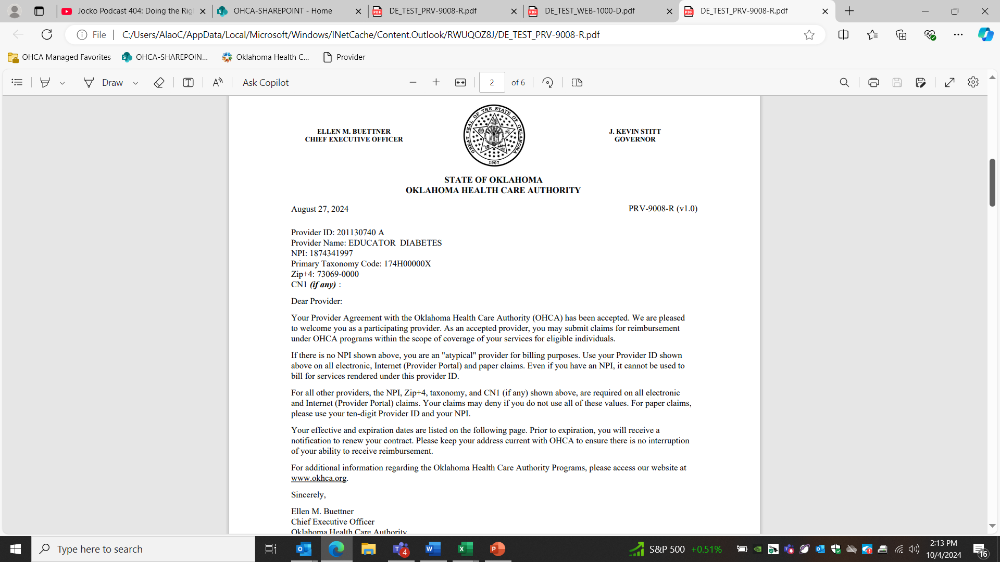 Jocko Podcast 404: Doing the Rig
OHCA-SHAREPOINT - Home
DE_TEST_PRV-9008-R.pdf
DE_TEST_WEB-1000-D.pdf
DE_TEST_PRV-9008-R.pdf
File
C:/Users/AlaoC/AppData/Local/Microsoft/Windows/INetCache/Content.Outlook/RWUQOZ8J/DE_TEST_PRV-9008-R.pdf
OHCA Managed Favorites
OHCA-SHAREPOIN...
Oklahoma Health C...
Provider
Draw
Ask Copilot
2
of 6
ELLEN M. BUETTNER
CHIEF EXECUTIVE OFFICER
GREAT SEAL OF THE STATE OF OKLAHOMA
1907
J. KEVIN STITT
GOVERNOR
STATE OF OKLAHOMA
OKLAHOMA HEALTH CARE AUTHORITY
August 27, 2024
PRV-9008-R (v1.0)
Provider ID: 201130740 A
Provider Name: EDUCATOR  DIABETES
NPI: 1874341997
Primary Taxonomy Code: 174H00000X
Zip+4: 73069-0000
CN1 (if any) :
Dear Provider:
Your Provider Agreement with the Oklahoma Health Care Authority (OHCA) has been accepted. We are pleased
to welcome you as a participating provider. As an accepted provider, you may submit claims for reimbursement
under OHCA programs within the scope of coverage of your services for eligible individuals.
If there is no NPI shown above, you are an "atypical" provider for billing purposes. Use your Provider ID shown
above on all electronic, Internet (Provider Portal) and paper claims. Even if you have an NPI, it cannot be used to
bill for services rendered under this provider ID.
For all other providers, the NPI, Zip+4, taxonomy, and CN1 (if any) shown above, are required on all electronic
and Internet (Provider Portal) claims. Your claims may deny if you do not use all of these values. For paper claims,
please use your ten-digit Provider ID and your NPI.
Your effective and expiration dates are listed on the following page. Prior to expiration, you will receive a
notification to renew your contract. Please keep your address current with OHCA to ensure there is no interruption
of your ability to receive reimbursement.
For additional information regarding the Oklahoma Health Care Authority Programs, please access our website at
www.okhca.org.
Sincerely,
Ellen M. Buettner
Chief Executive Officer
Oklahoma Health Care Authority
Type here to search
4
S&P 500
+0.51%
2:13 PM
10/4/2024
16